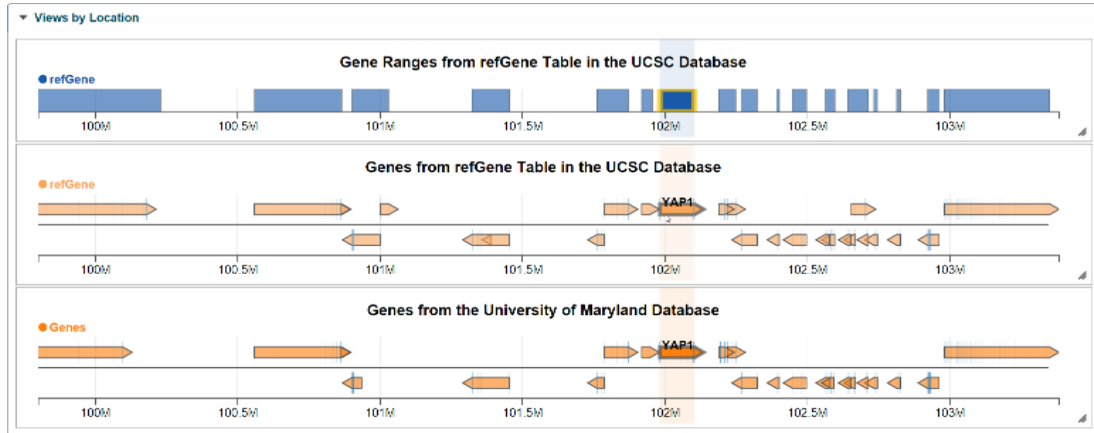 Views by Location
Gene Ranges from refGene Table in the UCSC Database
refGene
100M 100.5M 101M 101.5M 102M 102.5M 103M
Genes from refGene Table in the UCSC Database
refGene
YAP1
100M 100.5M 101M 101.5M 102M 102.5M 103M
Genes from the University of Maryland Database
Genes
YAP1
100M 100.5M 101M 101.5M 102M 102.5M 103M